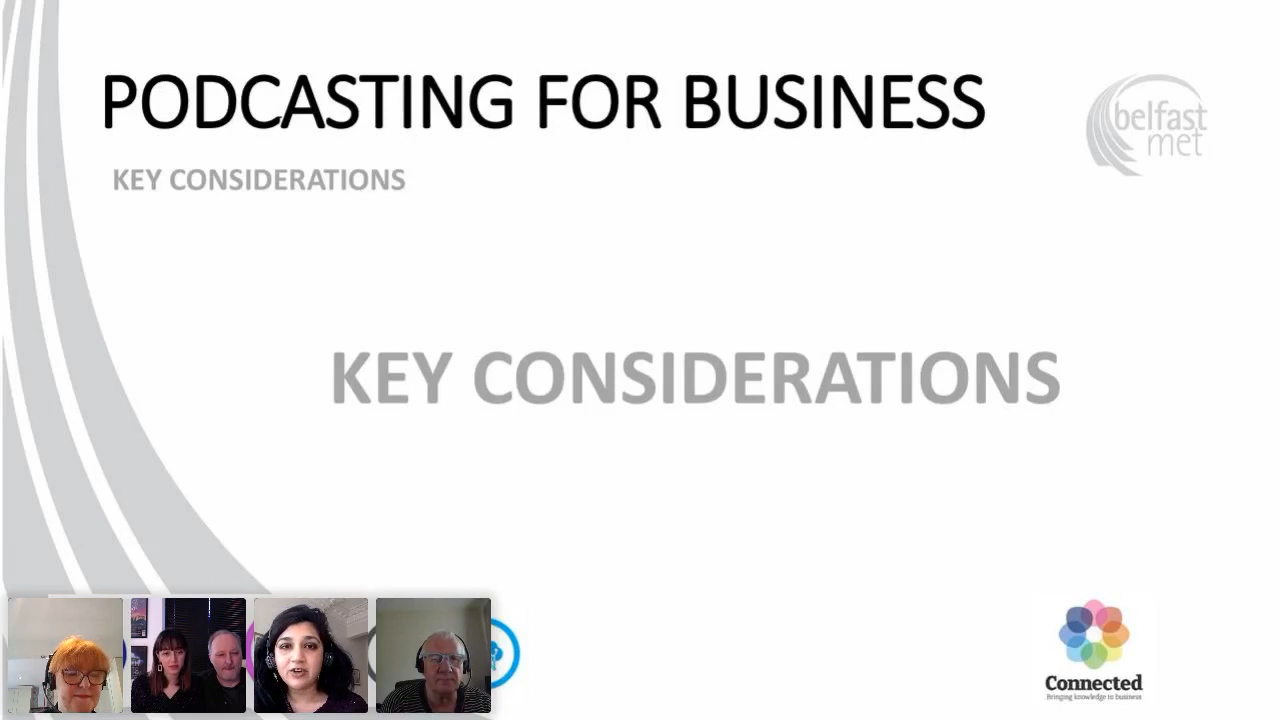 PODCASTING FOR BUSINESS
belfast
met
KEY CONSIDERATIONS
KEY CONSIDERATIONS
Connected
Bringing knowledge to business